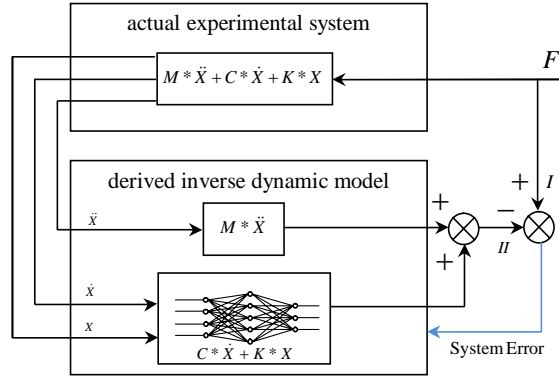 actual experimental system
F
M * Ẍ + C * Ẋ + K * X
derived inverse dynamic model
+ I
Ẍ
M * Ẍ
+ − II
+
Ẋ
X
C * Ẋ + K * X
System Error